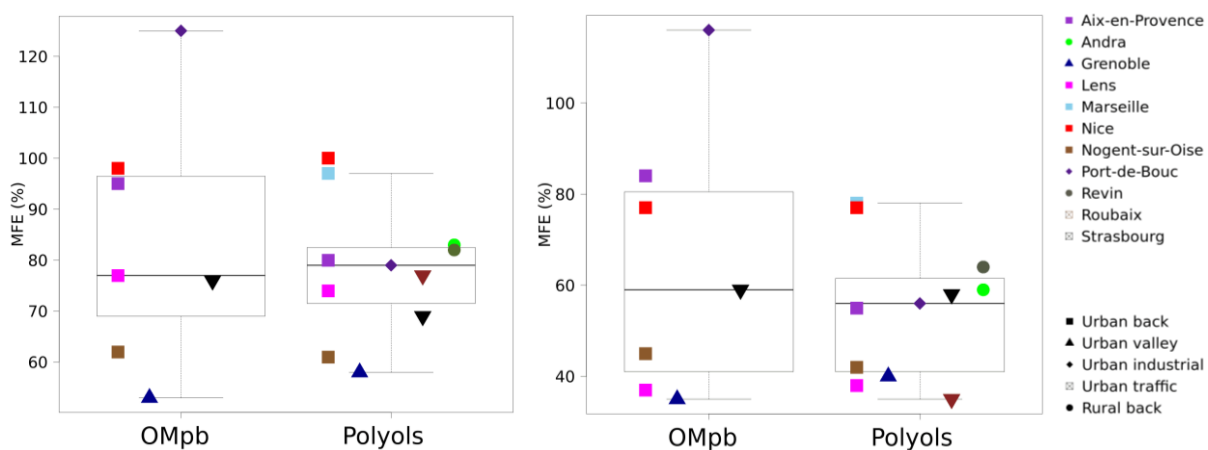 MFE (%)
120
110
100
90
80
70
60
OMpb
Polyols
MFE (%)
100
80
60
40
OMpb
Polyols
Aix-en-Provence
Andra
Grenoble
Lens
Marseille
Nice
Nogent-sur-Oise
Port-de-Bouc
Revin
Roubaix
Strasbourg
Urban back
Urban valley
Urban industrial
Urban traffic
Rural back